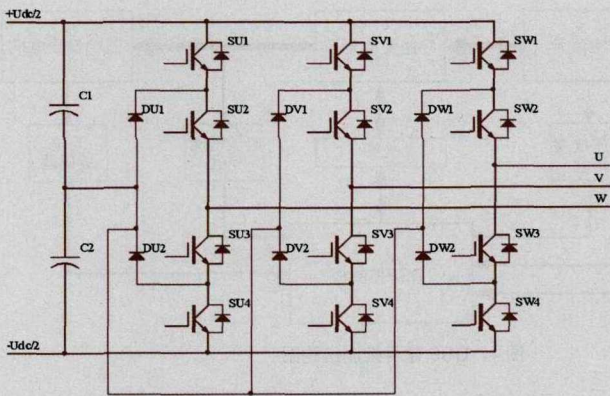 +Udc/2
SU1
SV1
SW1
C1
DU1
SU2
DV1
SV2
DW1
SW2
U
V
W
C2
DU2
SU3
DV2
SV3
DW2
SW3
SU4
SV4
SW4
-Udc/2